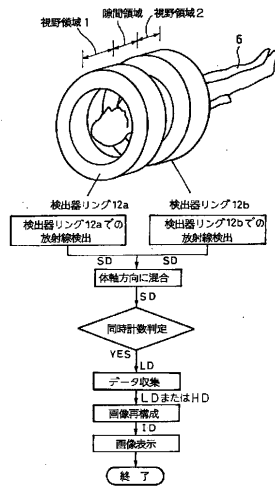 視野領域1
隙間領域
視野領域2
6
検出器リング12a
検出器リング12b
検出器リング12aでの
放射線検出
検出器リング12bでの
放射線検出
SD
SD
体軸方向に混合
SD
同時計数判定
YES
LD
データ収集
LDまたはHD
画像再構成
ID
画像表示
終了